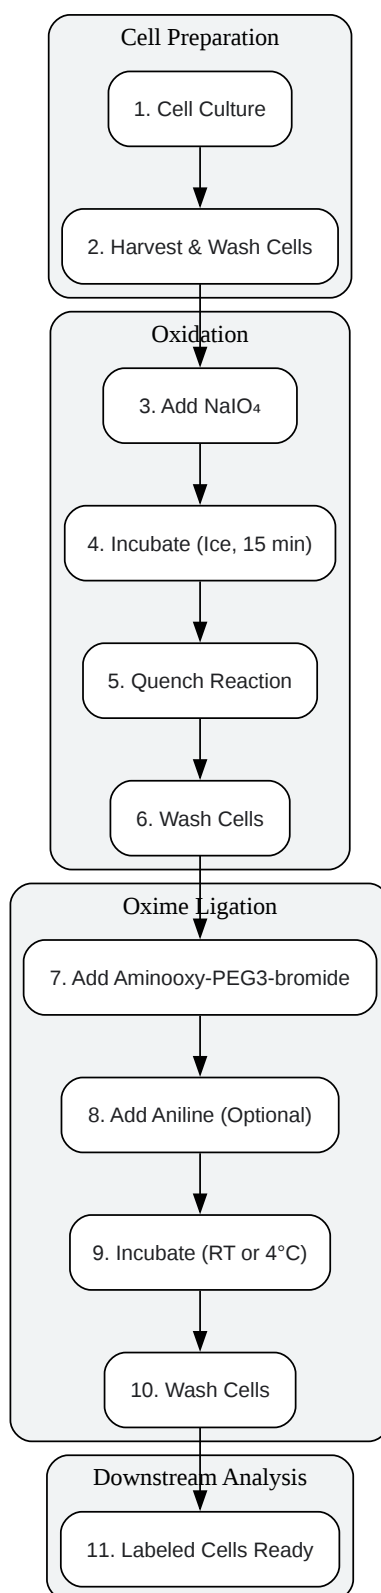 Cell Preparation
1. Cell Culture
2. Harvest & Wash Cells
Oxidation
3. Add NaIO₄
4. Incubate (Ice, 15 min)
5. Quench Reaction
6. Wash Cells
Oxime Ligation
7. Add Aminooxy-PEG3-bromide
8. Add Aniline (Optional)
9. Incubate (RT or 4°C)
10. Wash Cells
Downstream Analysis
11. Labeled Cells Ready